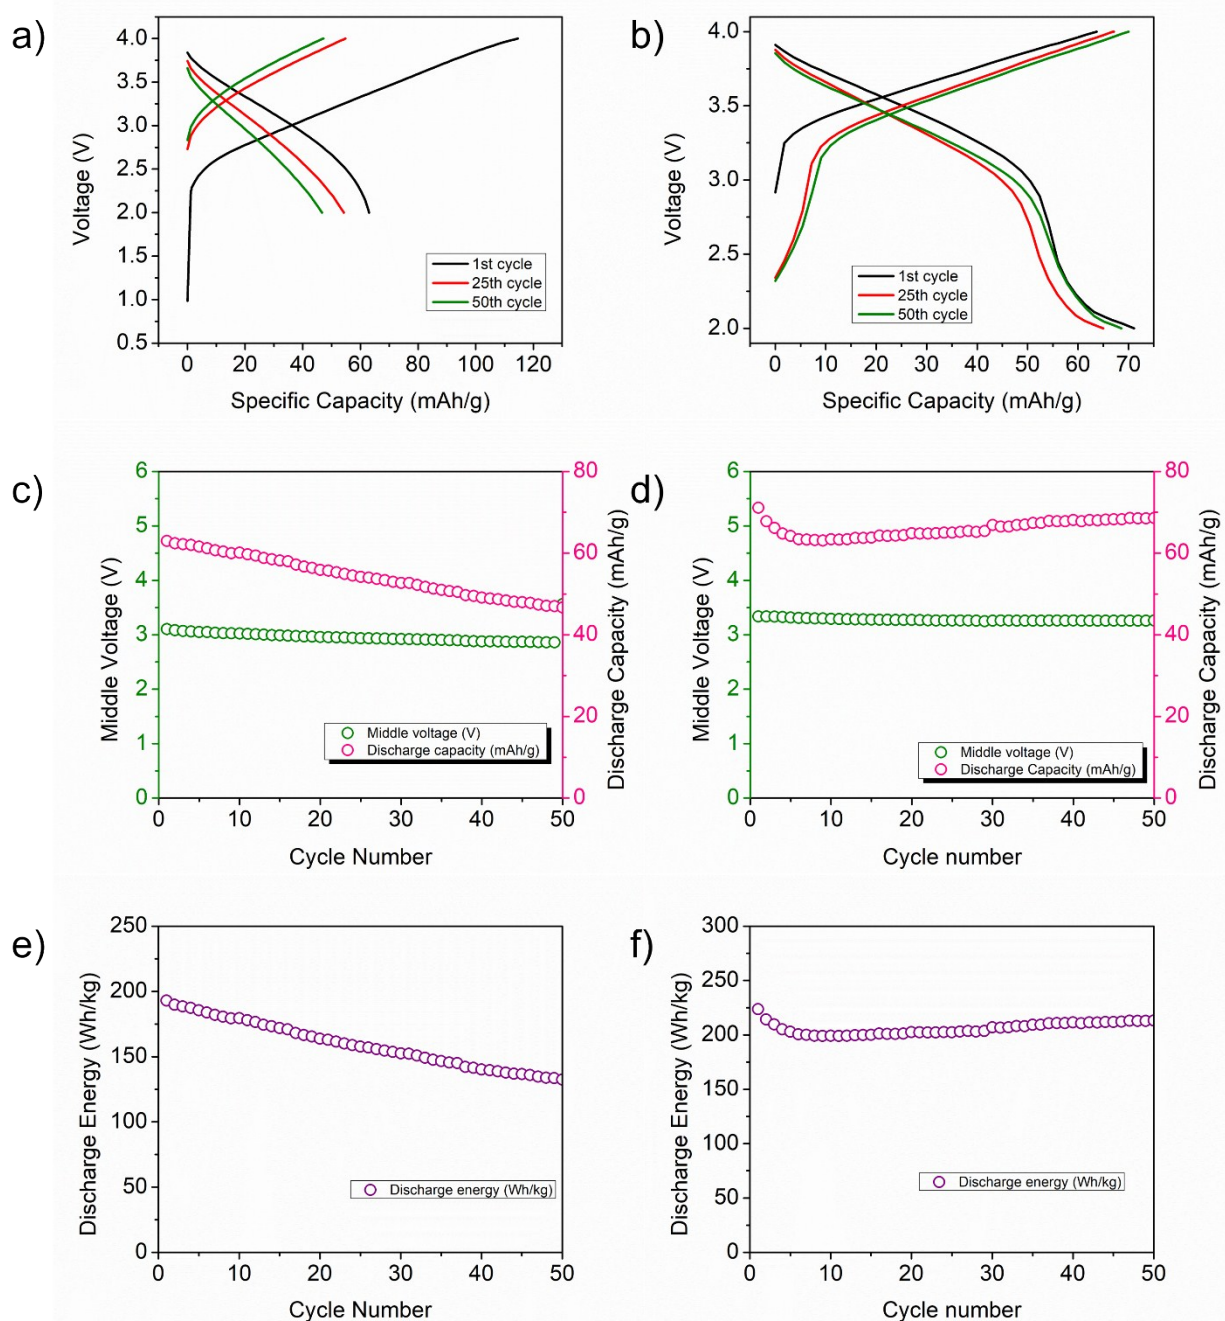 a)
4.0
3.5
3.0
2.5
2.0
1.5
1.0
0.5
Voltage (V)
1st cycle
25th cycle
50th cycle
0 20 40 60 80 100 120
Specific Capacity (mAh/g)
b)
4.0
3.5
3.0
2.5
2.0
Voltage (V)
1st cycle
25th cycle
50th cycle
0 10 20 30 40 50 60 70
Specific Capacity (mAh/g)
c)
6
5
4
3
2
1
0
Middle Voltage (V)
80
60
40
20
0
Discharge Capacity (mAh/g)
Middle voltage (V)
Discharge capacity (mAh/g)
0 10 20 30 40 50
Cycle Number
d)
6
5
4
3
2
1
0
Middle Voltage (V)
80
60
40
20
0
Discharge Capacity (mAh/g)
Middle voltage (V)
Discharge Capacity (mAh/g)
0 10 20 30 40 50
Cycle number
e)
250
200
150
100
50
0
Discharge Energy (Wh/kg)
Discharge energy (Wh/kg)
0 10 20 30 40 50
Cycle Number
f)
300
250
200
150
100
50
0
Discharge Energy (Wh/kg)
Discharge energy (Wh/kg)
0 10 20 30 40 50
Cycle number